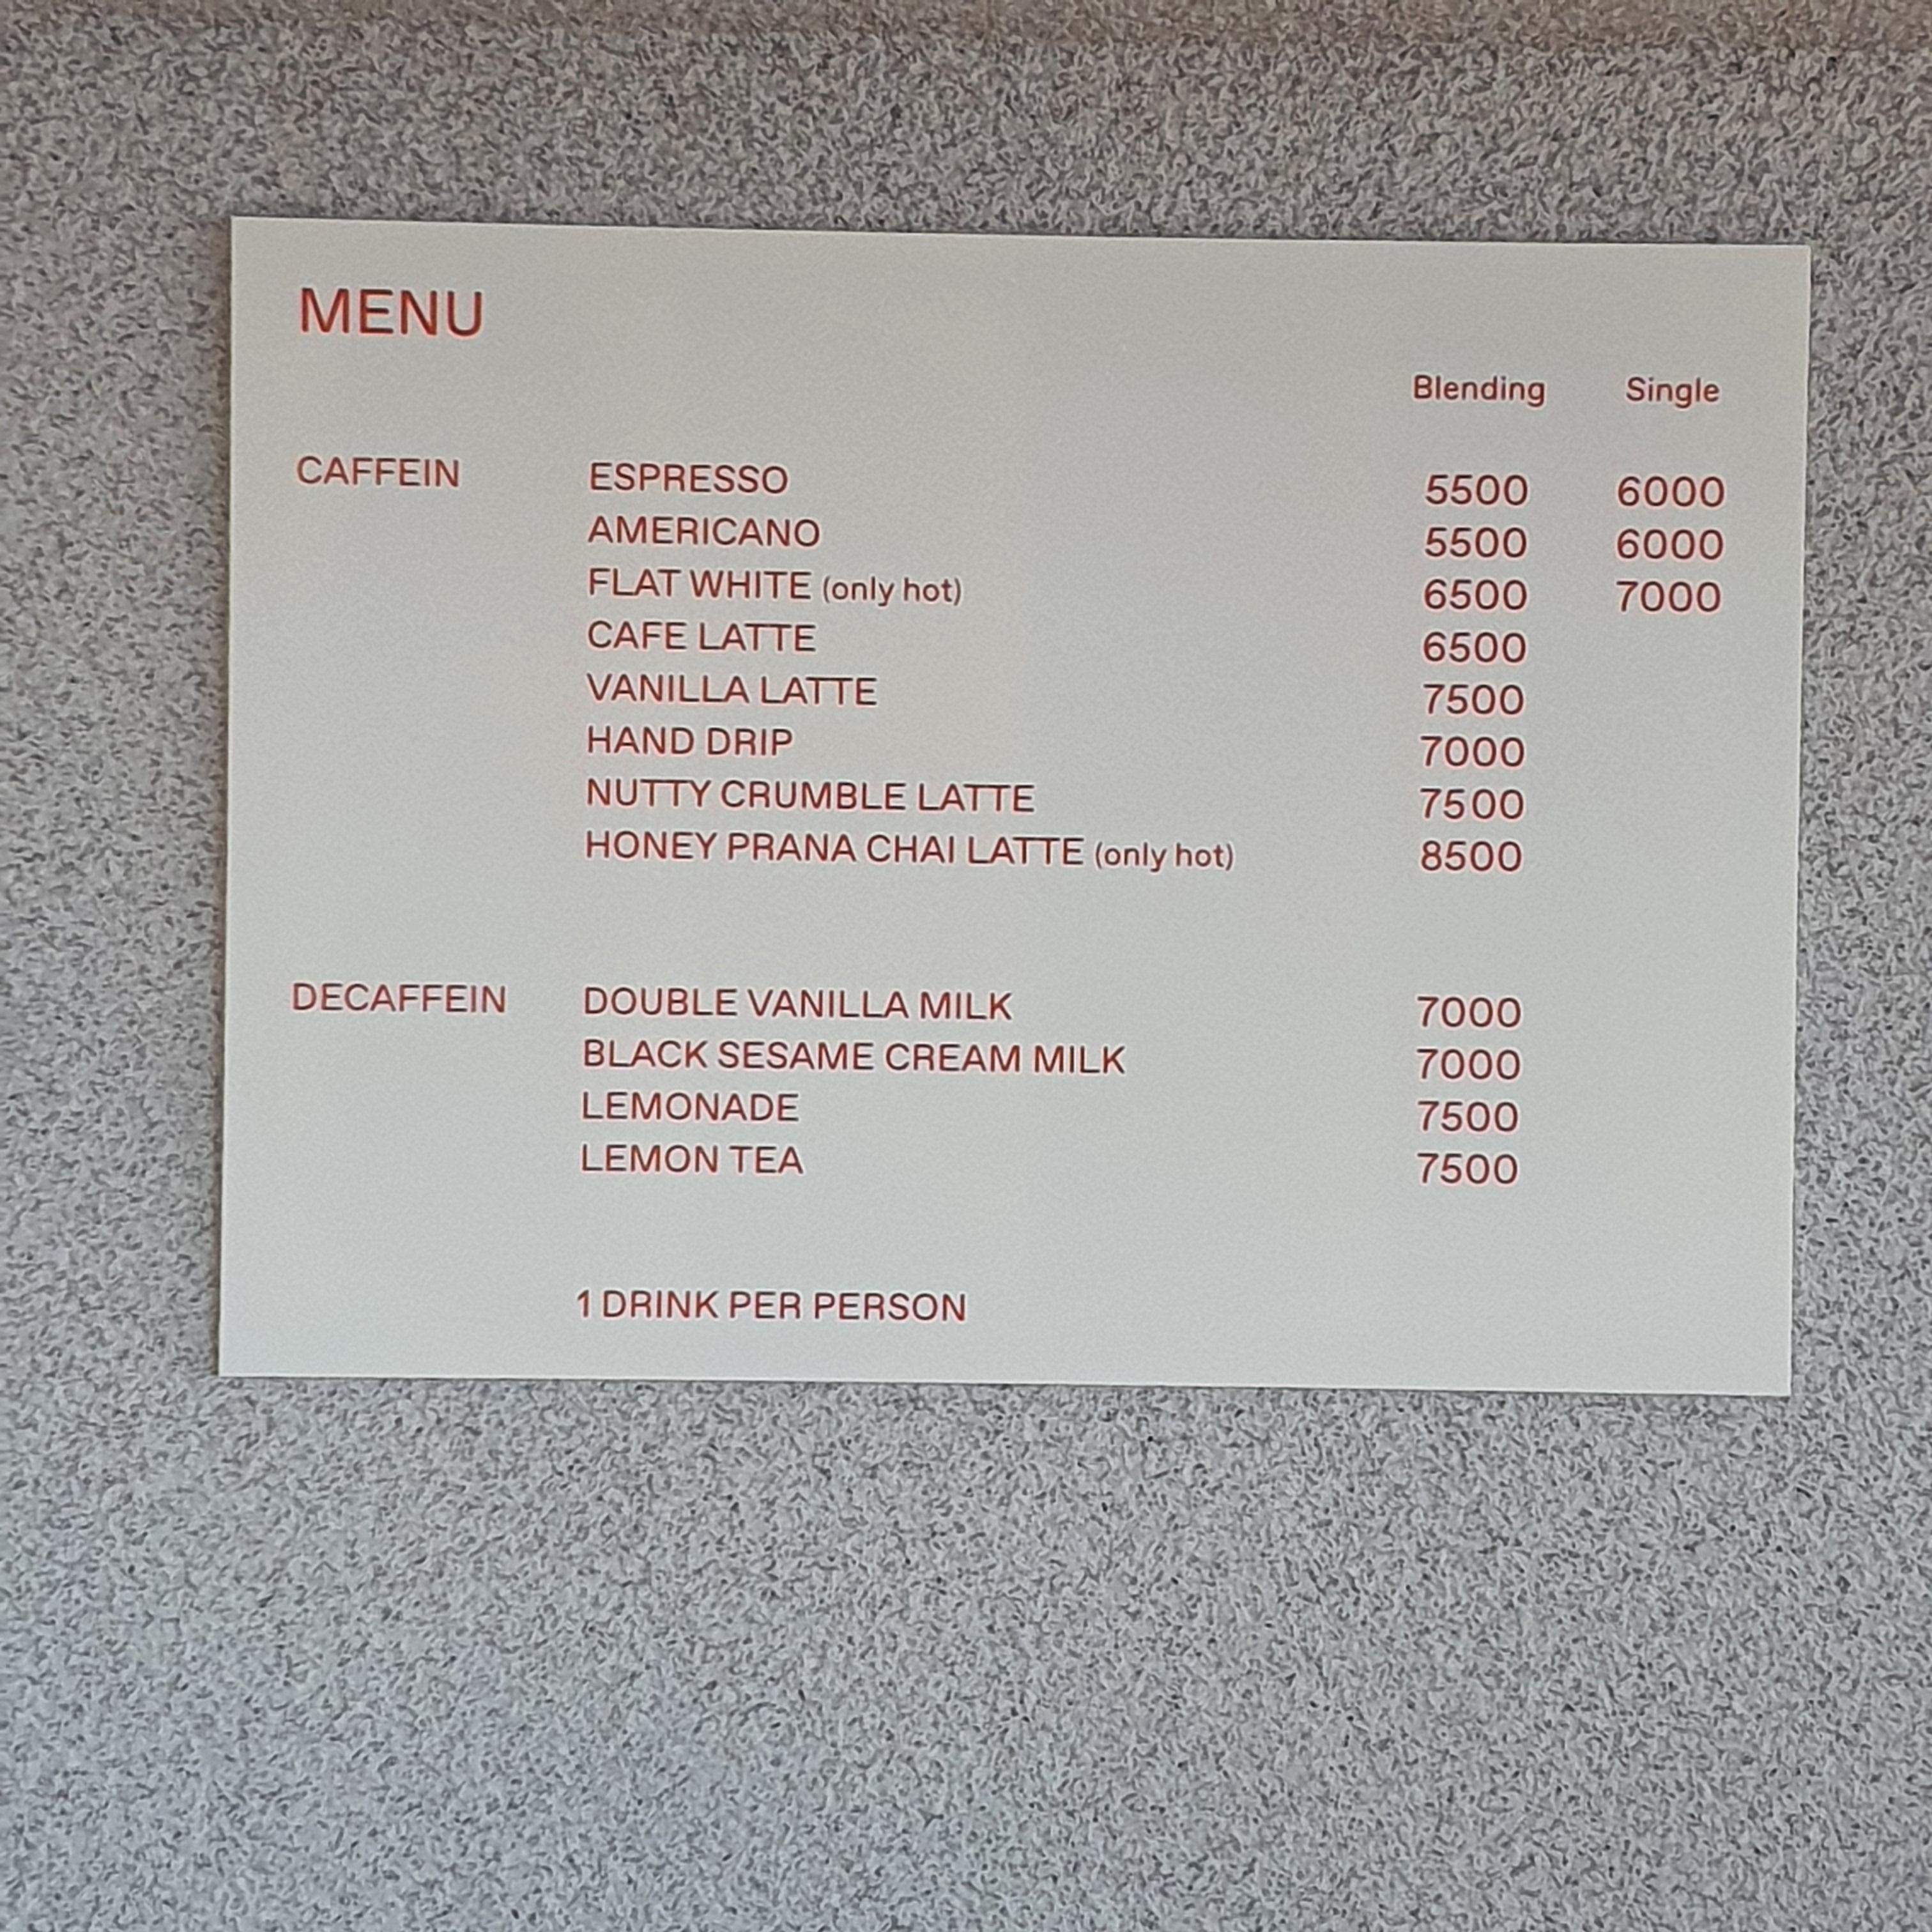 MENU
Blending Single
CAFFEIN ESPRESSO 5500 6000
AMERICANO 5500 6000
FLAT WHITE (only hot) 6500 7000
CAFE LATTE 6500
VANILLA LATTE 7500
HAND DRIP 7000
NUTTY CRUMBLE LATTE 7500
HONEY PRANA CHAI LATTE (only hot) 8500
DECAFFEIN DOUBLE VANILLA MILK 7000
BLACK SESAME CREAM MILK 7000
LEMONADE 7500
LEMON TEA 7500
1 DRINK PER PERSON